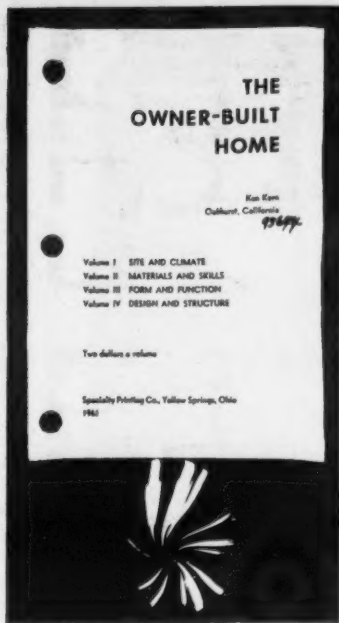 THE
OWNER-BUILT
HOME
Ken Kern
Oakhurst, California
Volume I SITE AND CLIMATE
Volume II MATERIALS AND SKILLS
Volume III FORM AND FUNCTION
Volume IV DESIGN AND STRUCTURE
Two dollars a volume
Specialty Printing Co., Yellow Springs, Ohio
1961